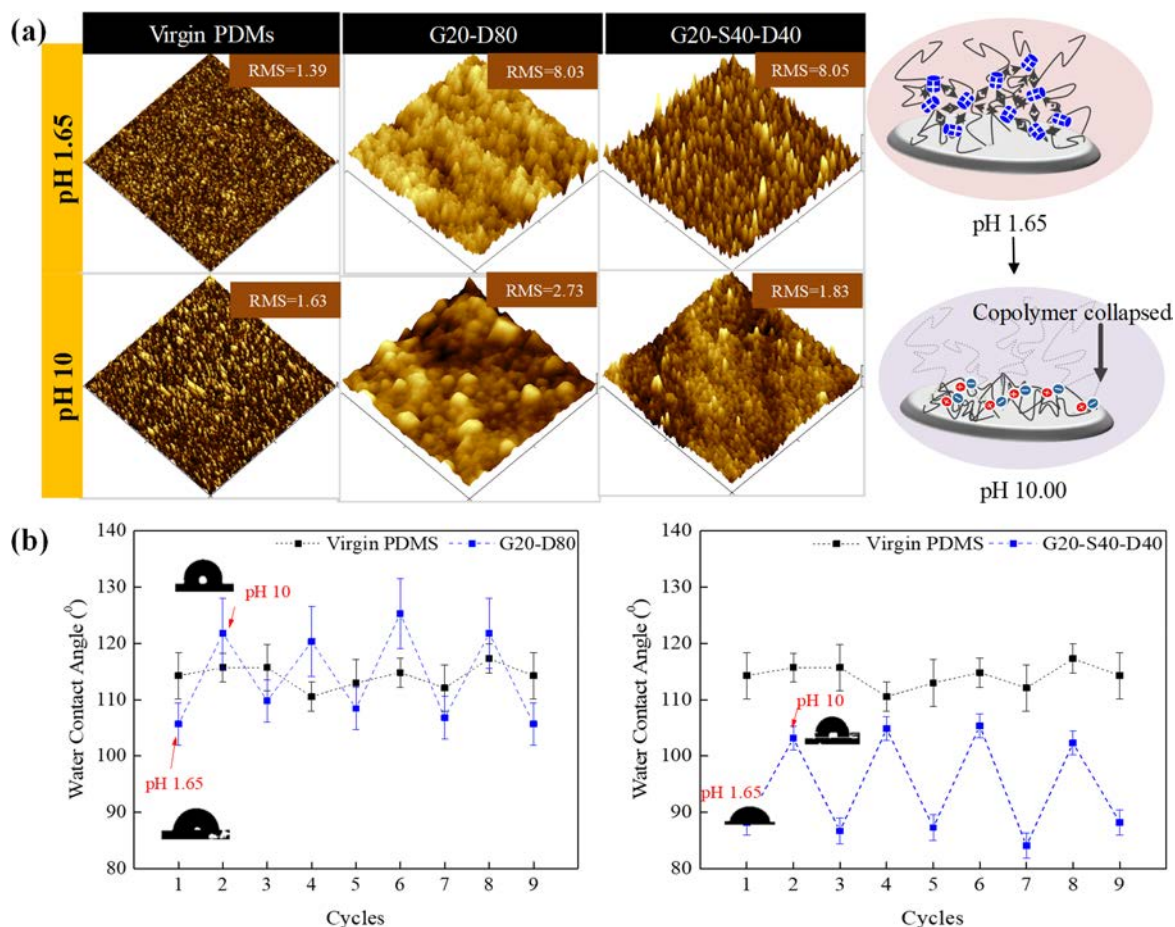 (a)
Virgin PDMs
G20-D80
G20-S40-D40
pH 1.65
RMS=1.39
RMS=8.03
RMS=8.05
pH 1.65
pH 10
RMS=1.63
RMS=2.73
RMS=1.83
Copolymer collapsed
pH 10.00
(b)
Water Contact Angle (°)
140
130
120
110
100
90
80
Virgin PDMS
G20-D80
pH 10
pH 1.65
1 2 3 4 5 6 7 8 9
Cycles
Water Contact Angle (°)
140
130
120
110
100
90
80
Virgin PDMS
G20-S40-D40
pH 10
pH 1.65
1 2 3 4 5 6 7 8 9
Cycles